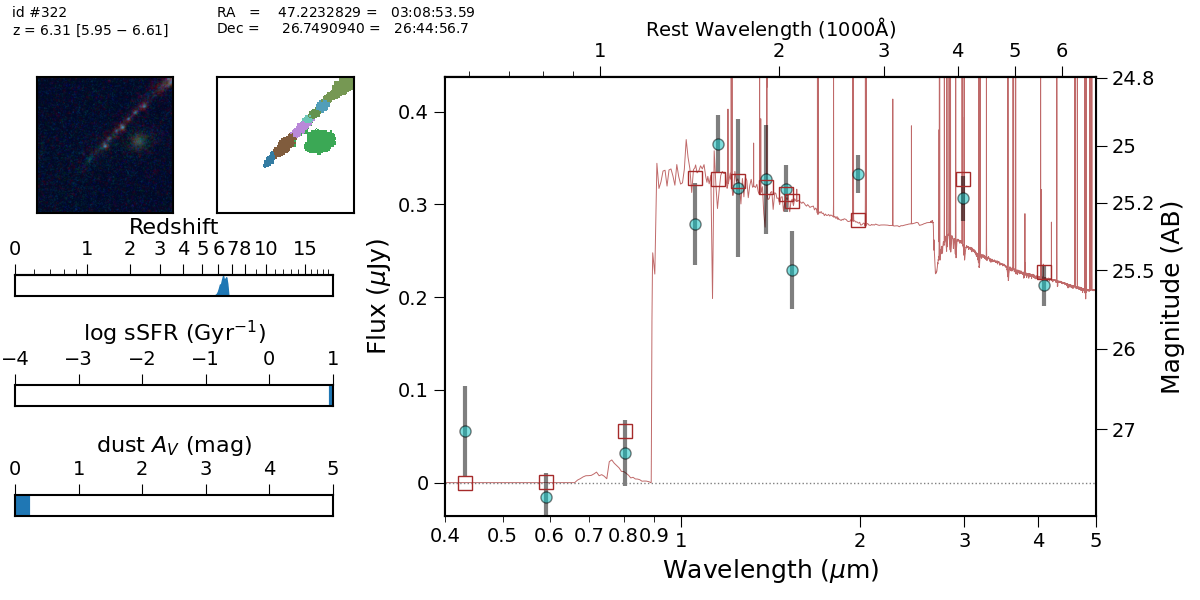 id #322
z = 6.31 [5.95 − 6.61]
RA = 47.2232829 = 03:08:53.59
Dec = 26.7490940 = 26:44:56.7
Redshift
0 1 2 3 4 5 6 7 8 10 15
log sSFR (Gyr⁻¹)
−4 −3 −2 −1 0 1
dust A_V (mag)
0 1 2 3 4 5
Rest Wavelength (1000Å)
1 2 3 4 5 6
Flux (μJy)
0.4
0.3
0.2
0.1
0
24.8
25
25.2
25.5
26
27
Magnitude (AB)
0.4 0.5 0.6 0.7 0.8 0.9 1 2 3 4 5
Wavelength (μm)